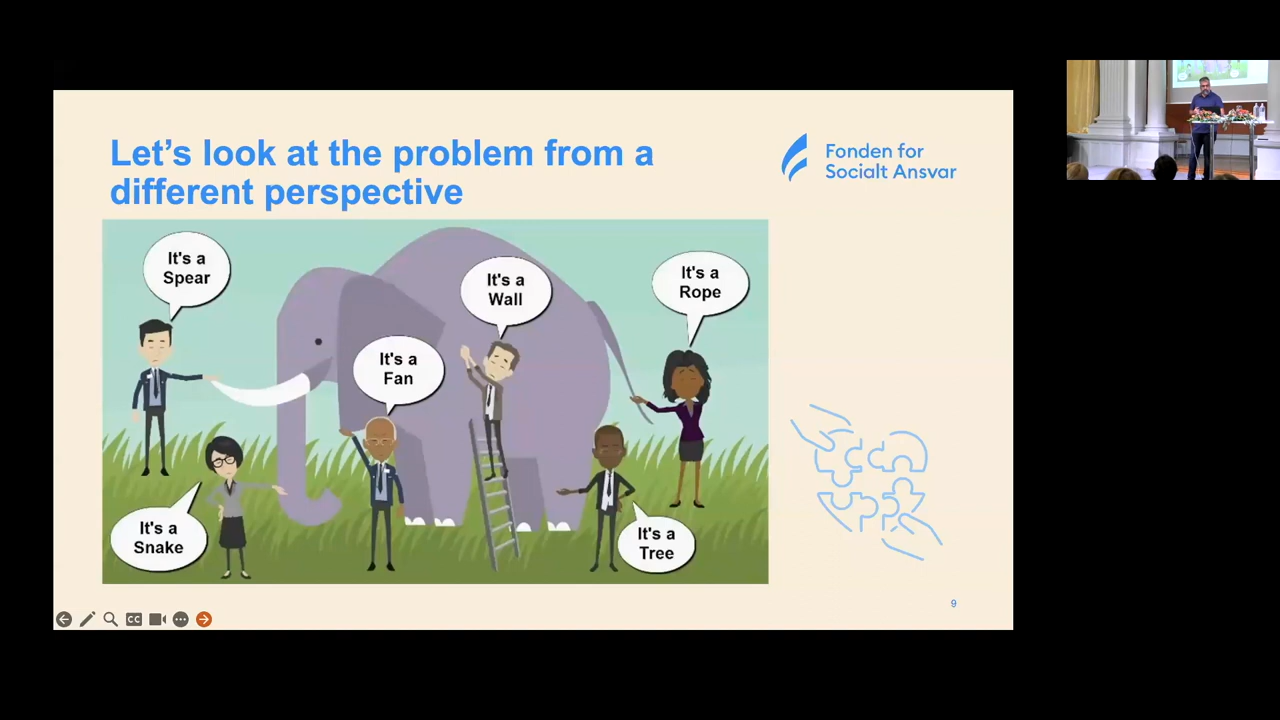 Let's look at the problem from a
different perspective
Fonden for
Socialt Ansvar
It's a
Spear
It's a
Wall
It's a
Rope
It's a
Fan
It's a
Snake
It's a
Tree
9
CC